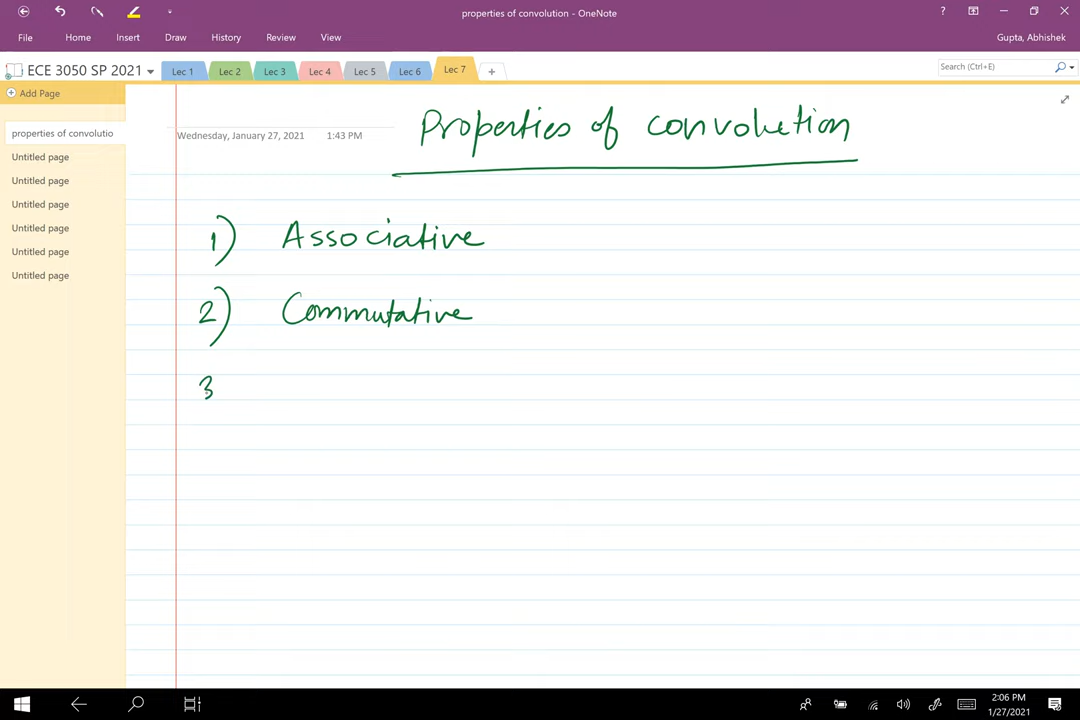 properties of convolution - OneNote
?
File Home Insert Draw History Review View
Gupta, Abhishek
ECE 3050 SP 2021
Lec 1 Lec 2 Lec 3 Lec 4 Lec 5 Lec 6 Lec 7 +
Search (Ctrl+E)
Add Page
properties of convolutio
Untitled page
Untitled page
Untitled page
Untitled page
Untitled page
Untitled page
Wednesday, January 27, 2021 1:43 PM
Properties of convolution
1) Associative
2) Commutative
3
2:06 PM
1/27/2021